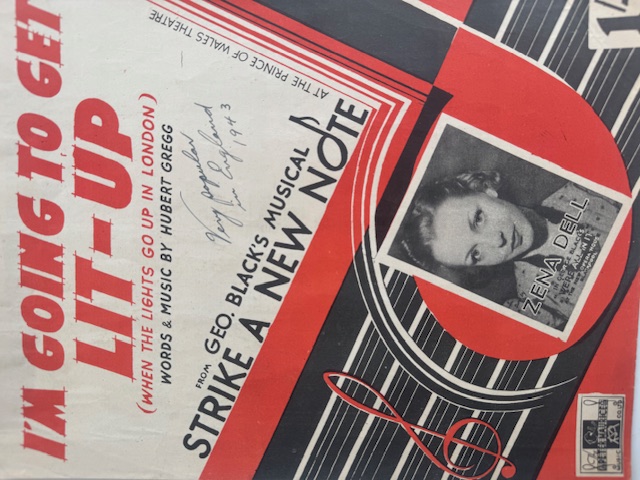 I'M GOING TO GET
LIT-UP
(WHEN THE LIGHTS GO UP IN LONDON)
WORDS & MUSIC BY HUBERT GREGG
AT THE PRINCE OF WALES THEATRE
Very popular
in England
1943
FROM GEO. BLACK'S MUSICAL
STRIKE A NEW NOTE
ZENA DELL